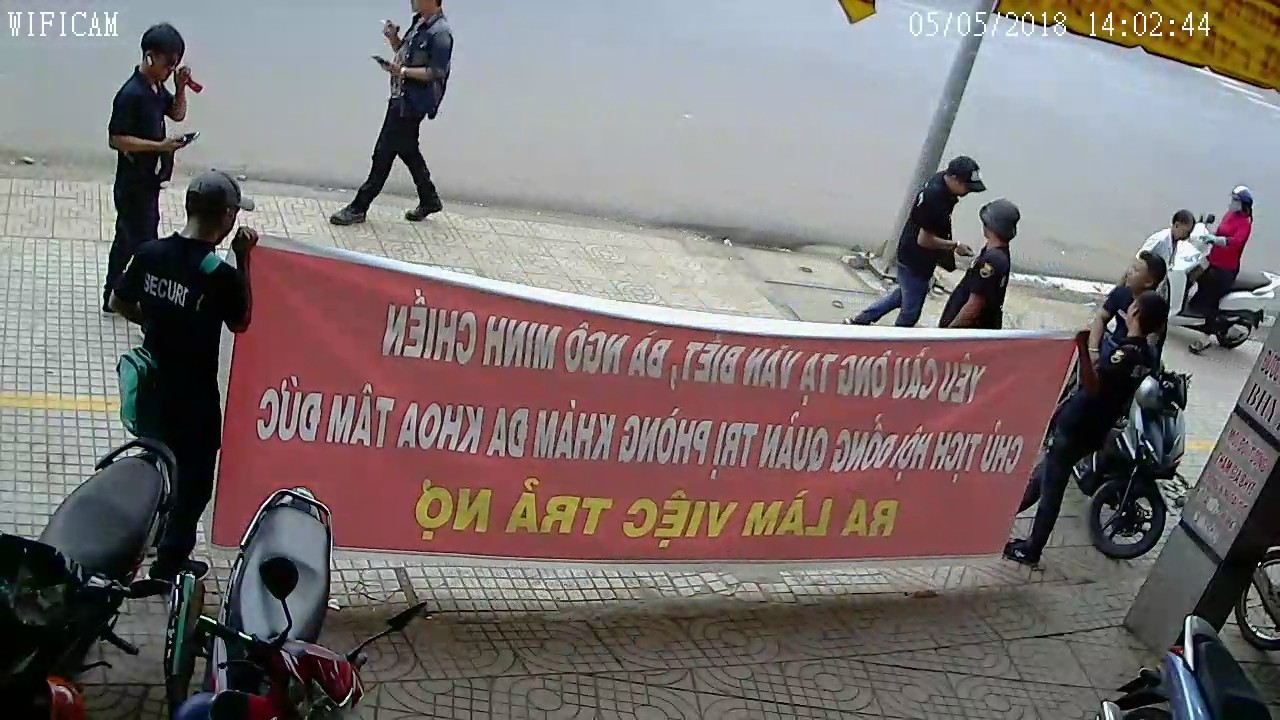 WIFICAM
05/05/2018 14:02:44
SECURI
YÊU CẦU ÔNG TẠ VĂN BIẾT, BÀ NGÔ MINH CHIẾN
CHỦ TỊCH HỘI ĐỒNG QUẢN TRỊ PHÒNG KHÁM ĐA KHOA TÂM ĐỨC
RA LÀM VIỆC TRẢ NỢ